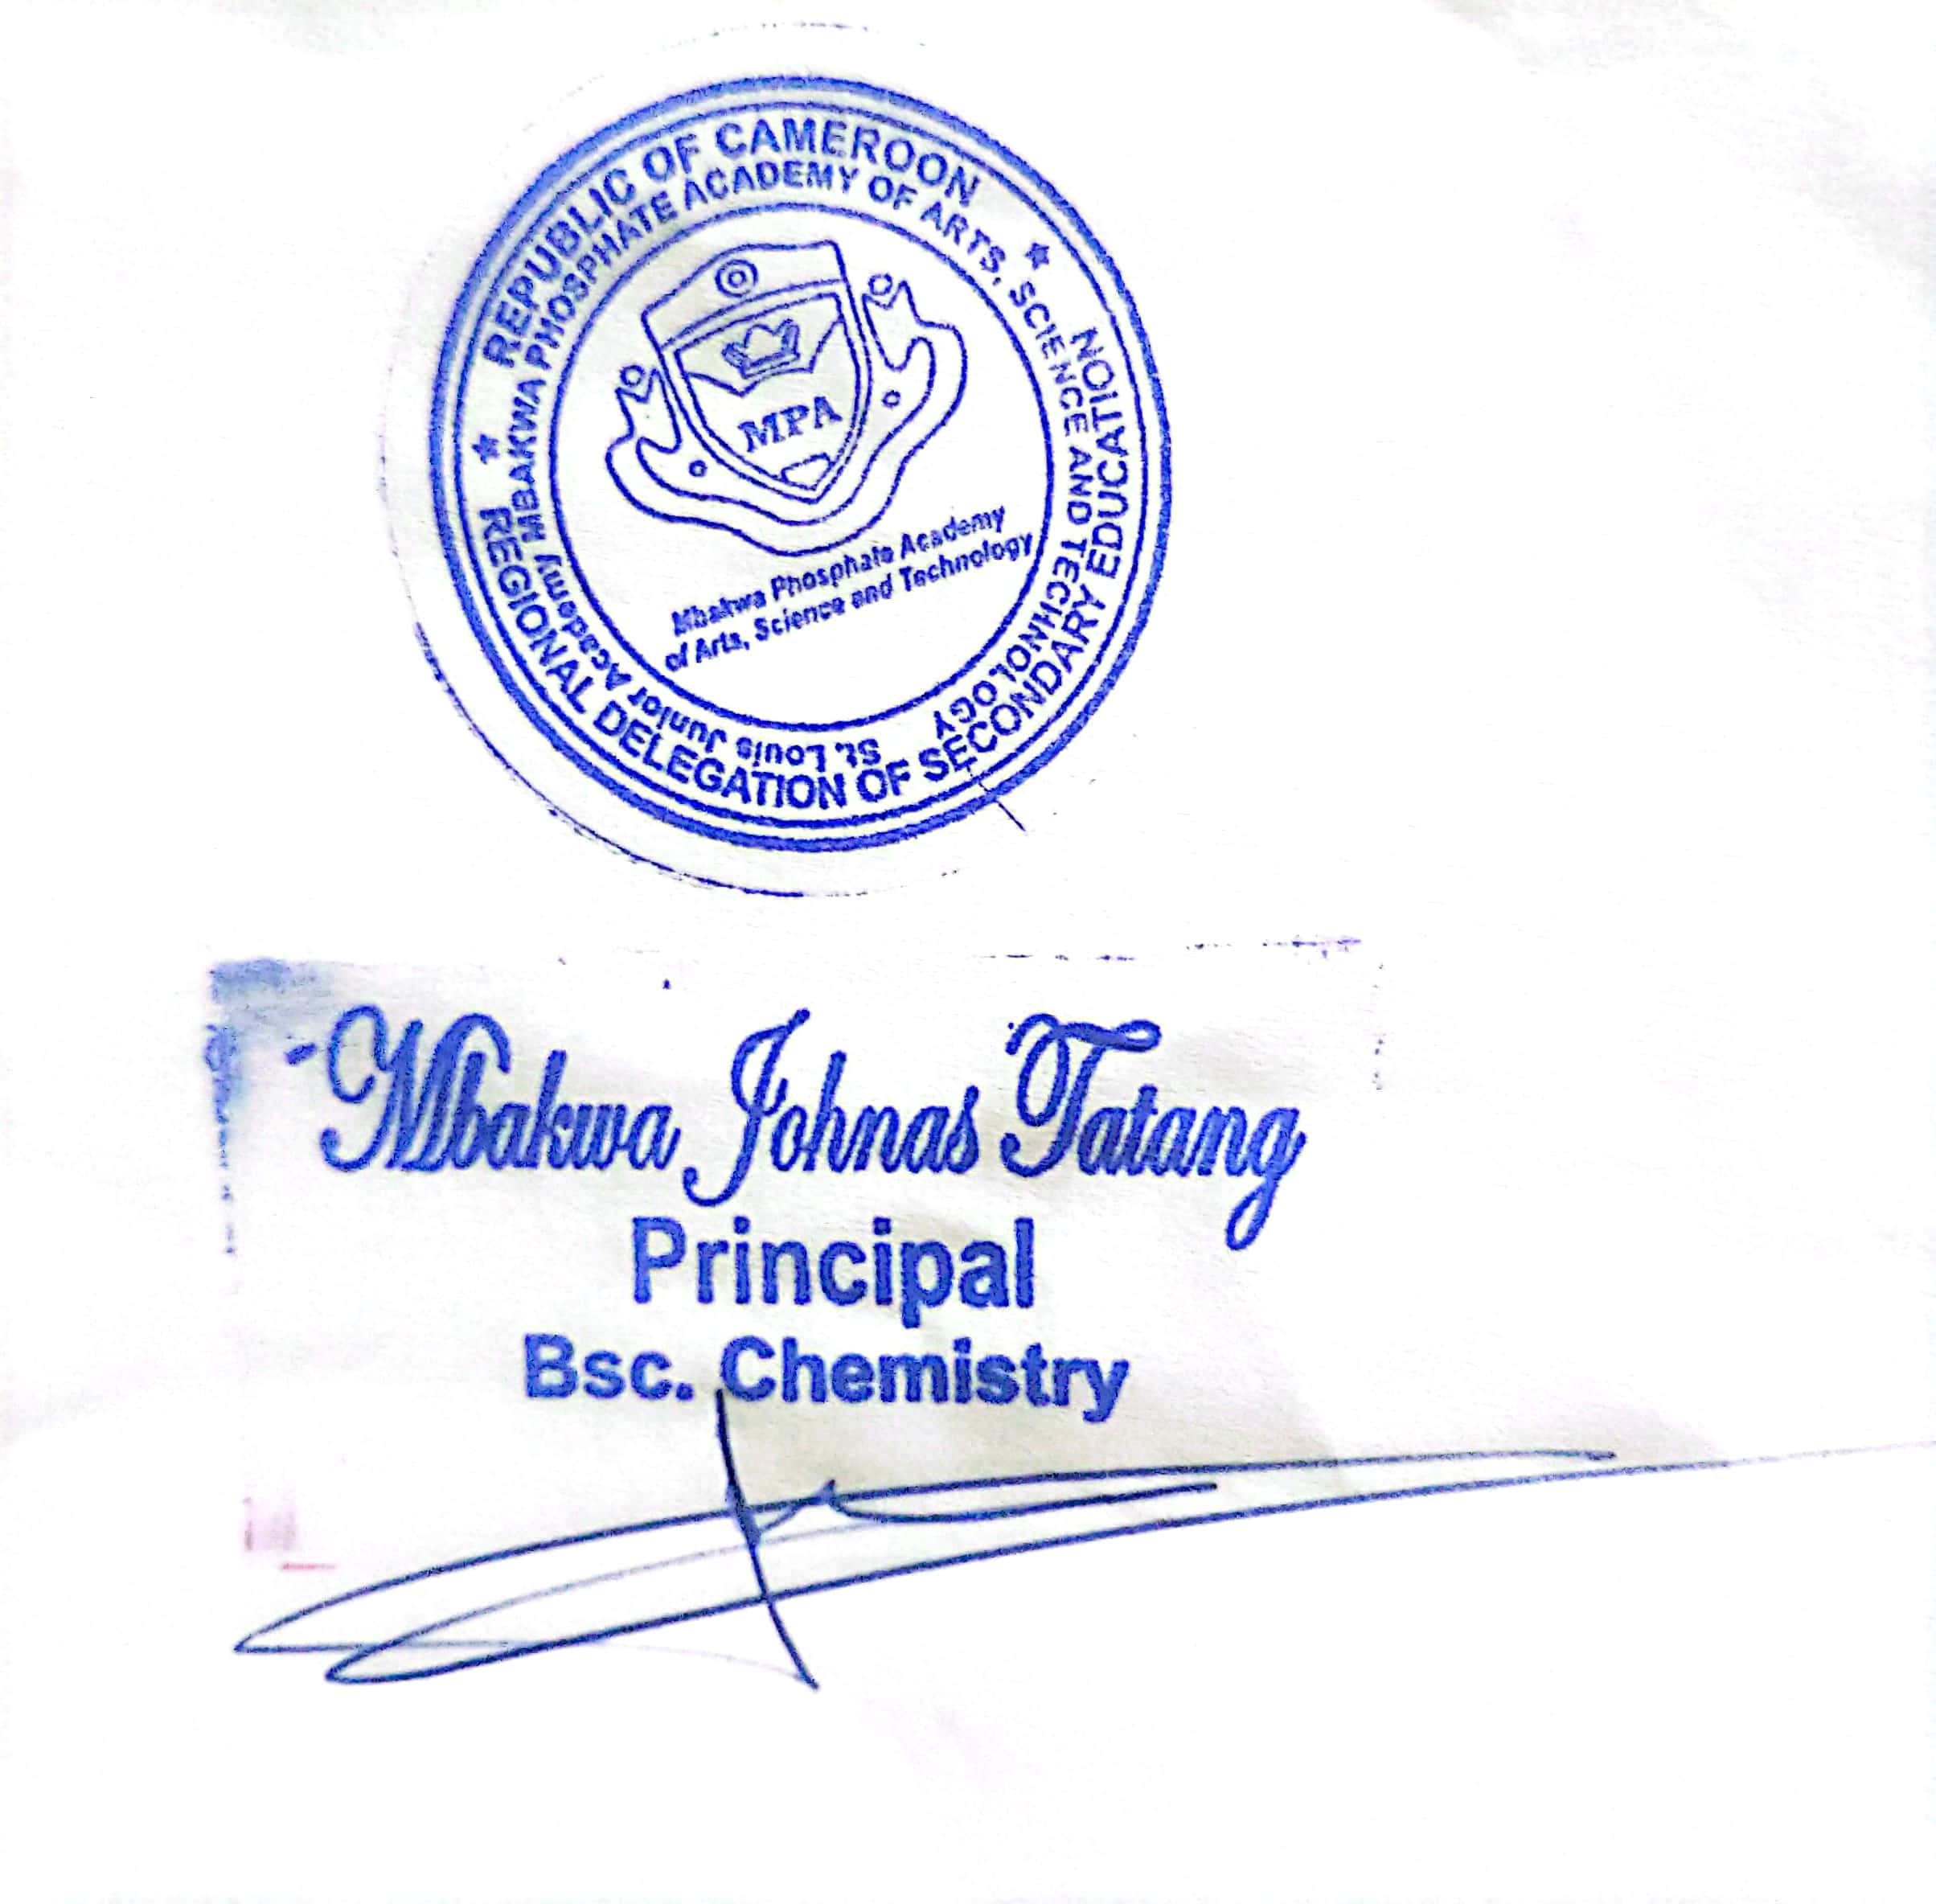 REPUBLIC OF CAMEROON
MBAKWA PHOSPHATE ACADEMY OF ARTS, SCIENCE AND TECHNOLOGY
MPA
Mbakwa Phosphate Academy
of Arts, Science and Technology
St. Louis Junior Academy
REGIONAL DELEGATION OF SECONDARY EDUCATION
Mbakwa Johnas Tatang
Principal
Bsc. Chemistry